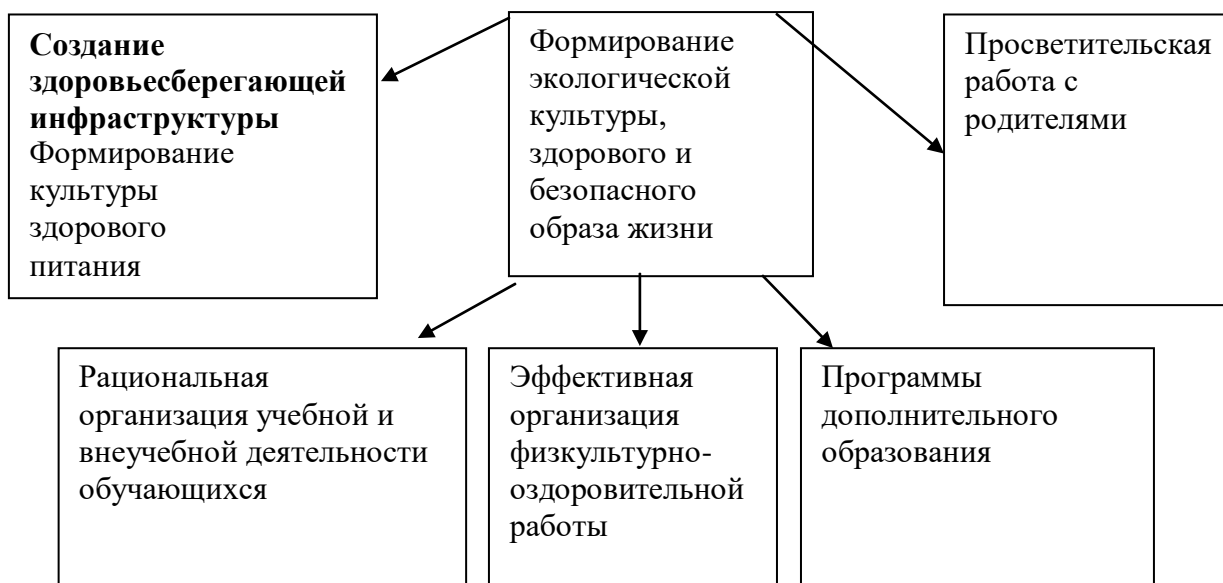 Создание
здоровьесберегающей
инфраструктуры
Формирование
культуры
здорового
питания
Формирование
экологической
культуры,
здорового и
безопасного
образа жизни
Просветительская
работа с
родителями
Рациональная
организация учебной и
внеучебной деятельности
обучающихся
Эффективная
организация
физкультурно-
оздоровительной
работы
Программы
дополнительного
образования